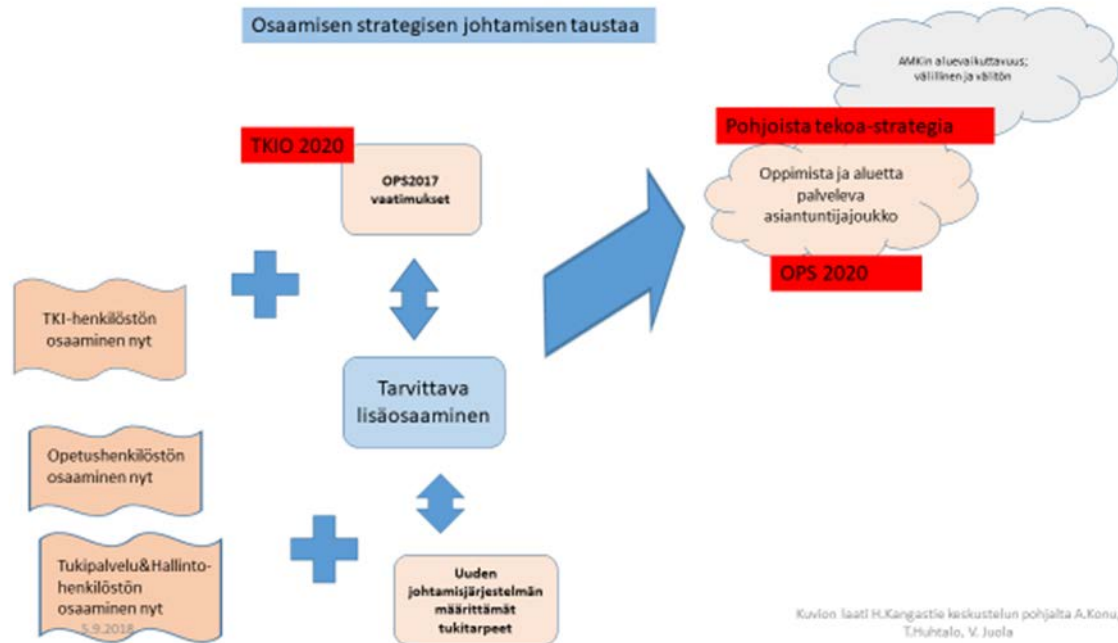 Osaamisen strategisen johtamisen taustaa
AMKin aluevaikuttavuus;
välillinen ja välitön
Pohjoista tekoa-strategia
Oppimista ja aluetta
palveleva
asiantuntijajoukko
OPS 2020
TKIO 2020
OPS2017
vaatimukset
TKI-henkilöstön
osaaminen nyt
Tarvittava
lisäosaaminen
Opetushenkilöstön
osaaminen nyt
Tukipalvelu&Hallinto-
henkilöstön
osaaminen nyt
5.9.2018
Uuden
johtamisjärjestelmän
määrittämät
tukitarpeet
Kuvion laati H.Kangastie keskustelun pohjalta A.Konu,
T.Huhtalo, V. Juola